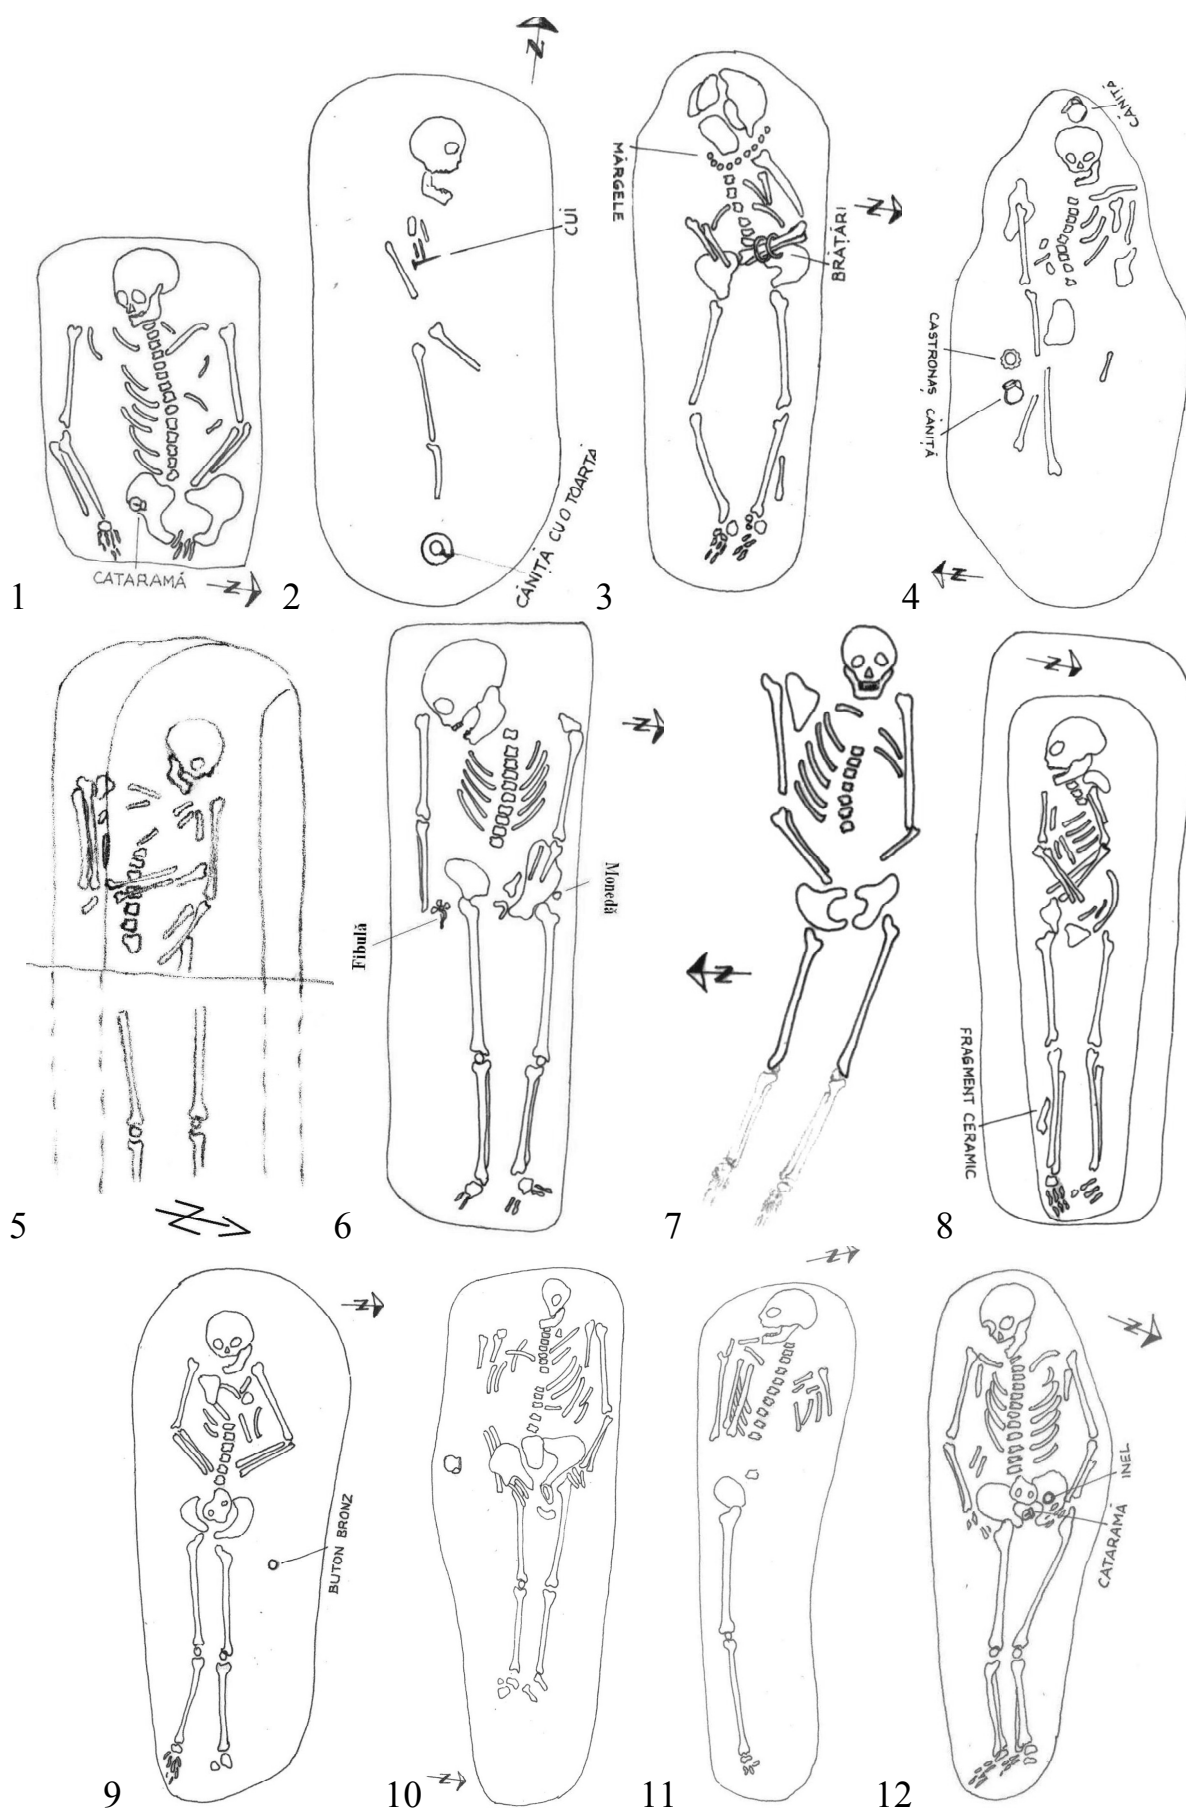 CATARAMĂ
N
1
N
CUI
CĂNIȚĂ CU O TOARTĂ
2
MĂRGELE
N
BRĂȚĂRI
3
CĂNIȚĂ
CASTRONAȘ
CĂNIȚĂ
N
4
N
5
N
Monedă
Fibulă
6
N
7
N
FRAGMENT CERAMIC
8
N
BUTON BRONZ
9
N
10
N
11
N
INEL
CATARAMĂ
12